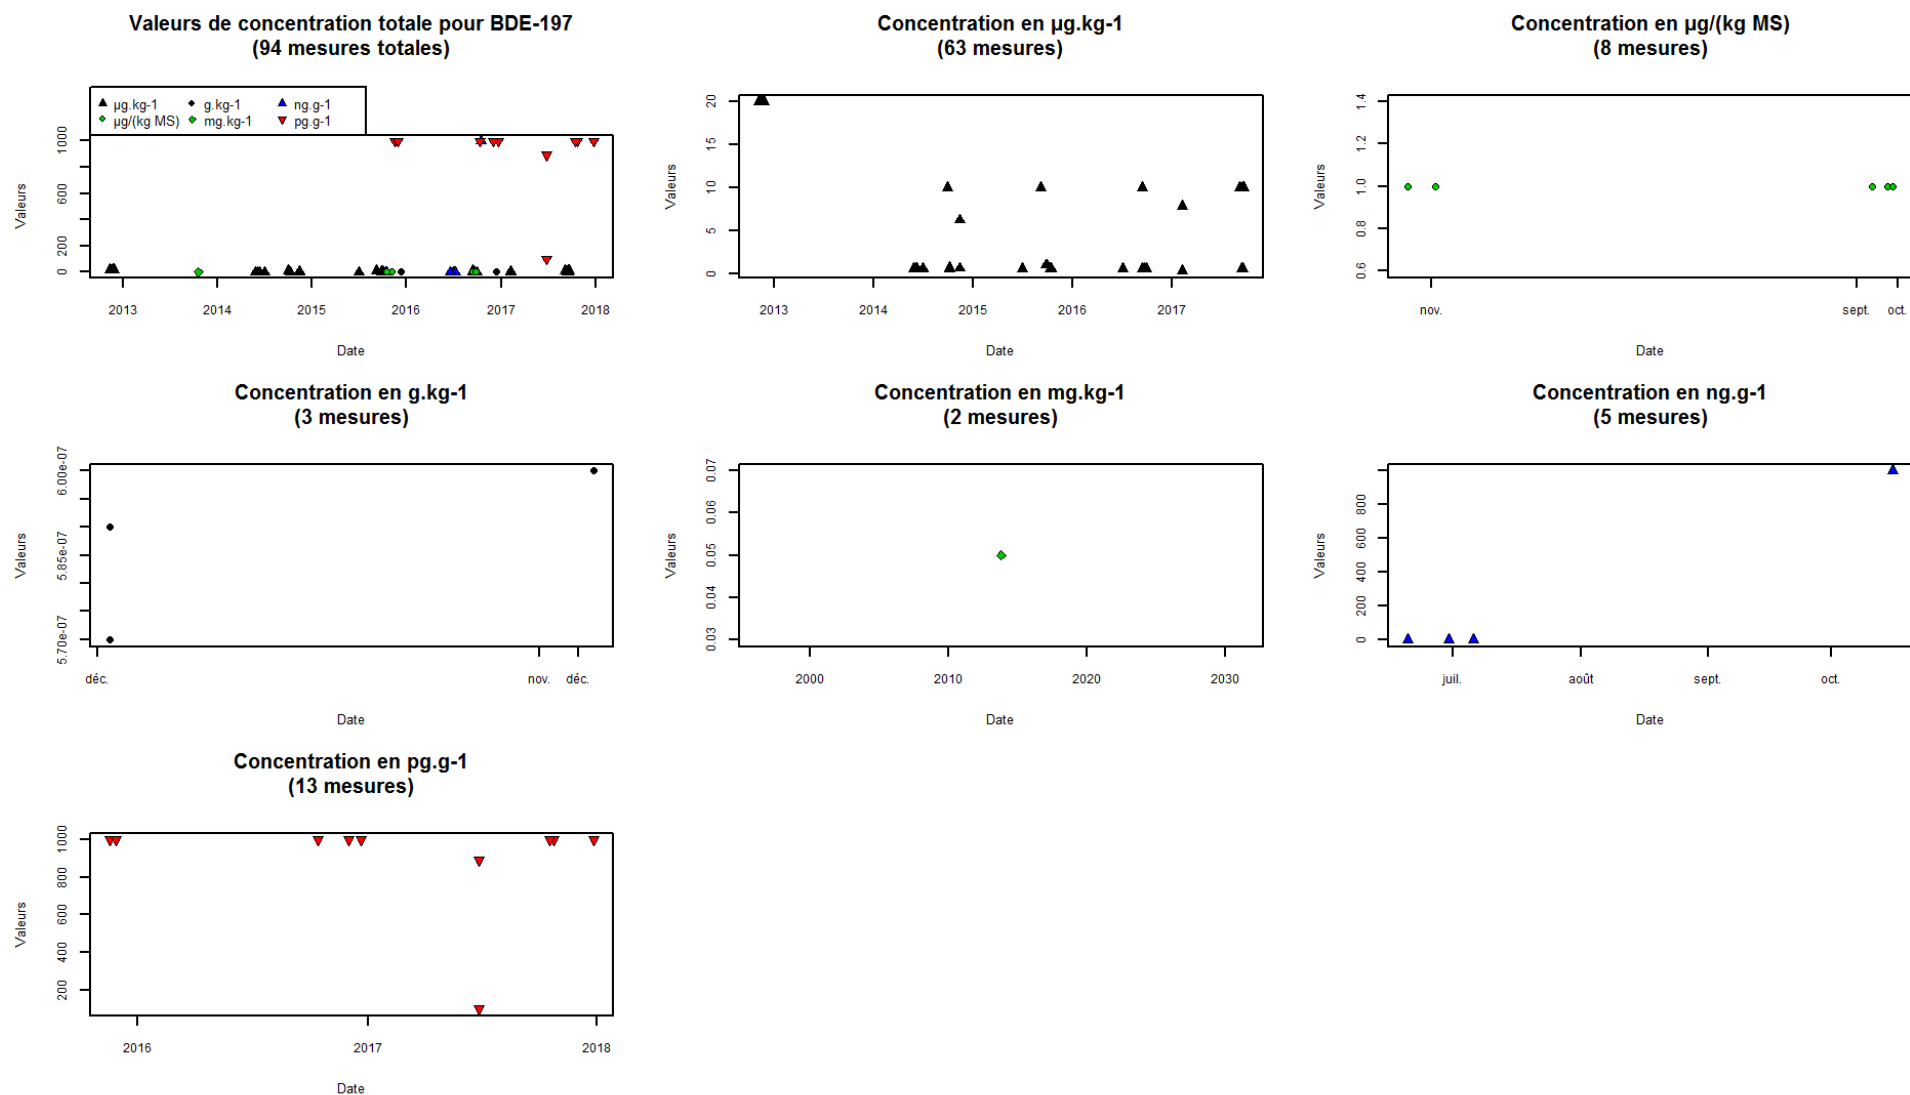 Valeurs de concentration totale pour BDE-197
(94 mesures totales)
µg.kg-1 g.kg-1 ng.g-1
µg/(kg MS) mg.kg-1 pg.g-1
Valeurs
0 200 600 1000
2013 2014 2015 2016 2017 2018
Date
Concentration en µg.kg-1
(63 mesures)
Valeurs
0 5 10 15 20
2013 2014 2015 2016 2017
Date
Concentration en µg/(kg MS)
(8 mesures)
Valeurs
0.6 0.8 1.0 1.2 1.4
nov. sept. oct.
Date
Concentration en g.kg-1
(3 mesures)
Valeurs
5.70e-07 5.85e-07 6.00e-07
déc. nov. déc.
Date
Concentration en mg.kg-1
(2 mesures)
Valeurs
0.03 0.04 0.05 0.06 0.07
2000 2010 2020 2030
Date
Concentration en ng.g-1
(5 mesures)
Valeurs
0 200 400 600 800
juil. août sept. oct.
Date
Concentration en pg.g-1
(13 mesures)
Valeurs
200 400 600 800 1000
2016 2017 2018
Date